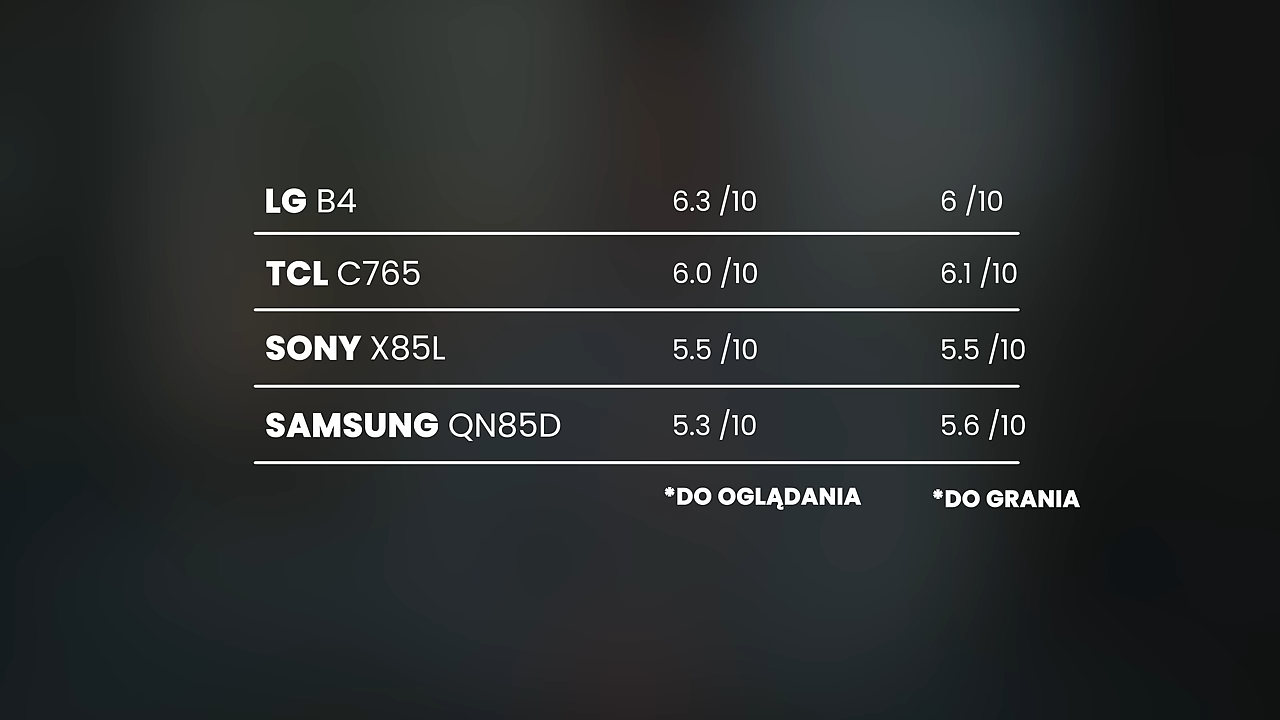 LG B4 6.3 /10 6 /10
TCL C765 6.0 /10 6.1 /10
SONY X85L 5.5 /10 5.5 /10
SAMSUNG QN85D 5.3 /10 5.6 /10
*DO OGLĄDANIA *DO GRANIA